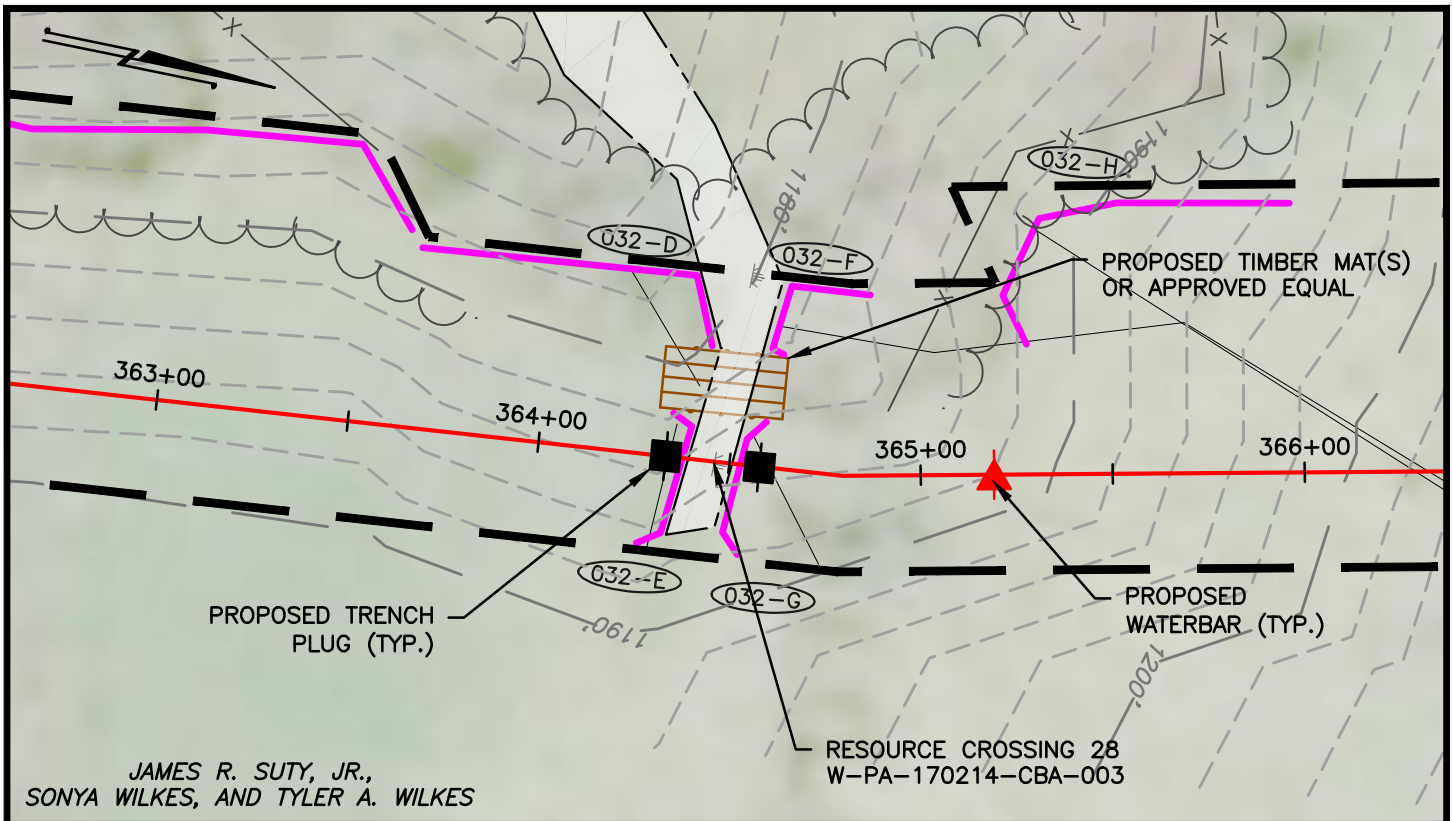 032-H
1190'
1180'
032-D
032-F
PROPOSED TIMBER MAT(S)
OR APPROVED EQUAL
363+00
364+00
365+00
366+00
032-E
032-G
PROPOSED TRENCH
PLUG (TYP.)
1190'
PROPOSED
WATERBAR (TYP.)
1200'
RESOURCE CROSSING 28
W-PA-170214-CBA-003
JAMES R. SUTY, JR.,
SONYA WILKES, AND TYLER A. WILKES